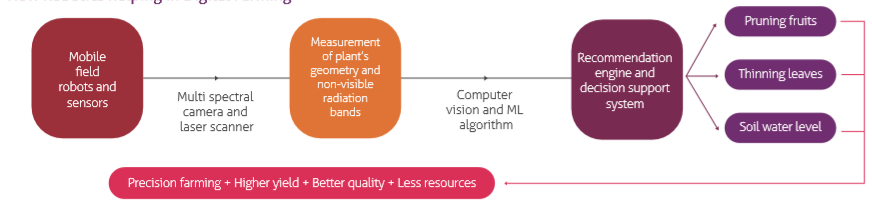 Mobile
field
robots and
sensors
Multi spectral
camera and
laser scanner
Measurement
of plant's
geometry and
non-visible
radiation
bands
Computer
vision and ML
algorithm
Recommendation
engine and
decision support
system
Pruning fruits
Thinning leaves
Soil water level
Precision farming + Higher yield + Better quality + Less resources